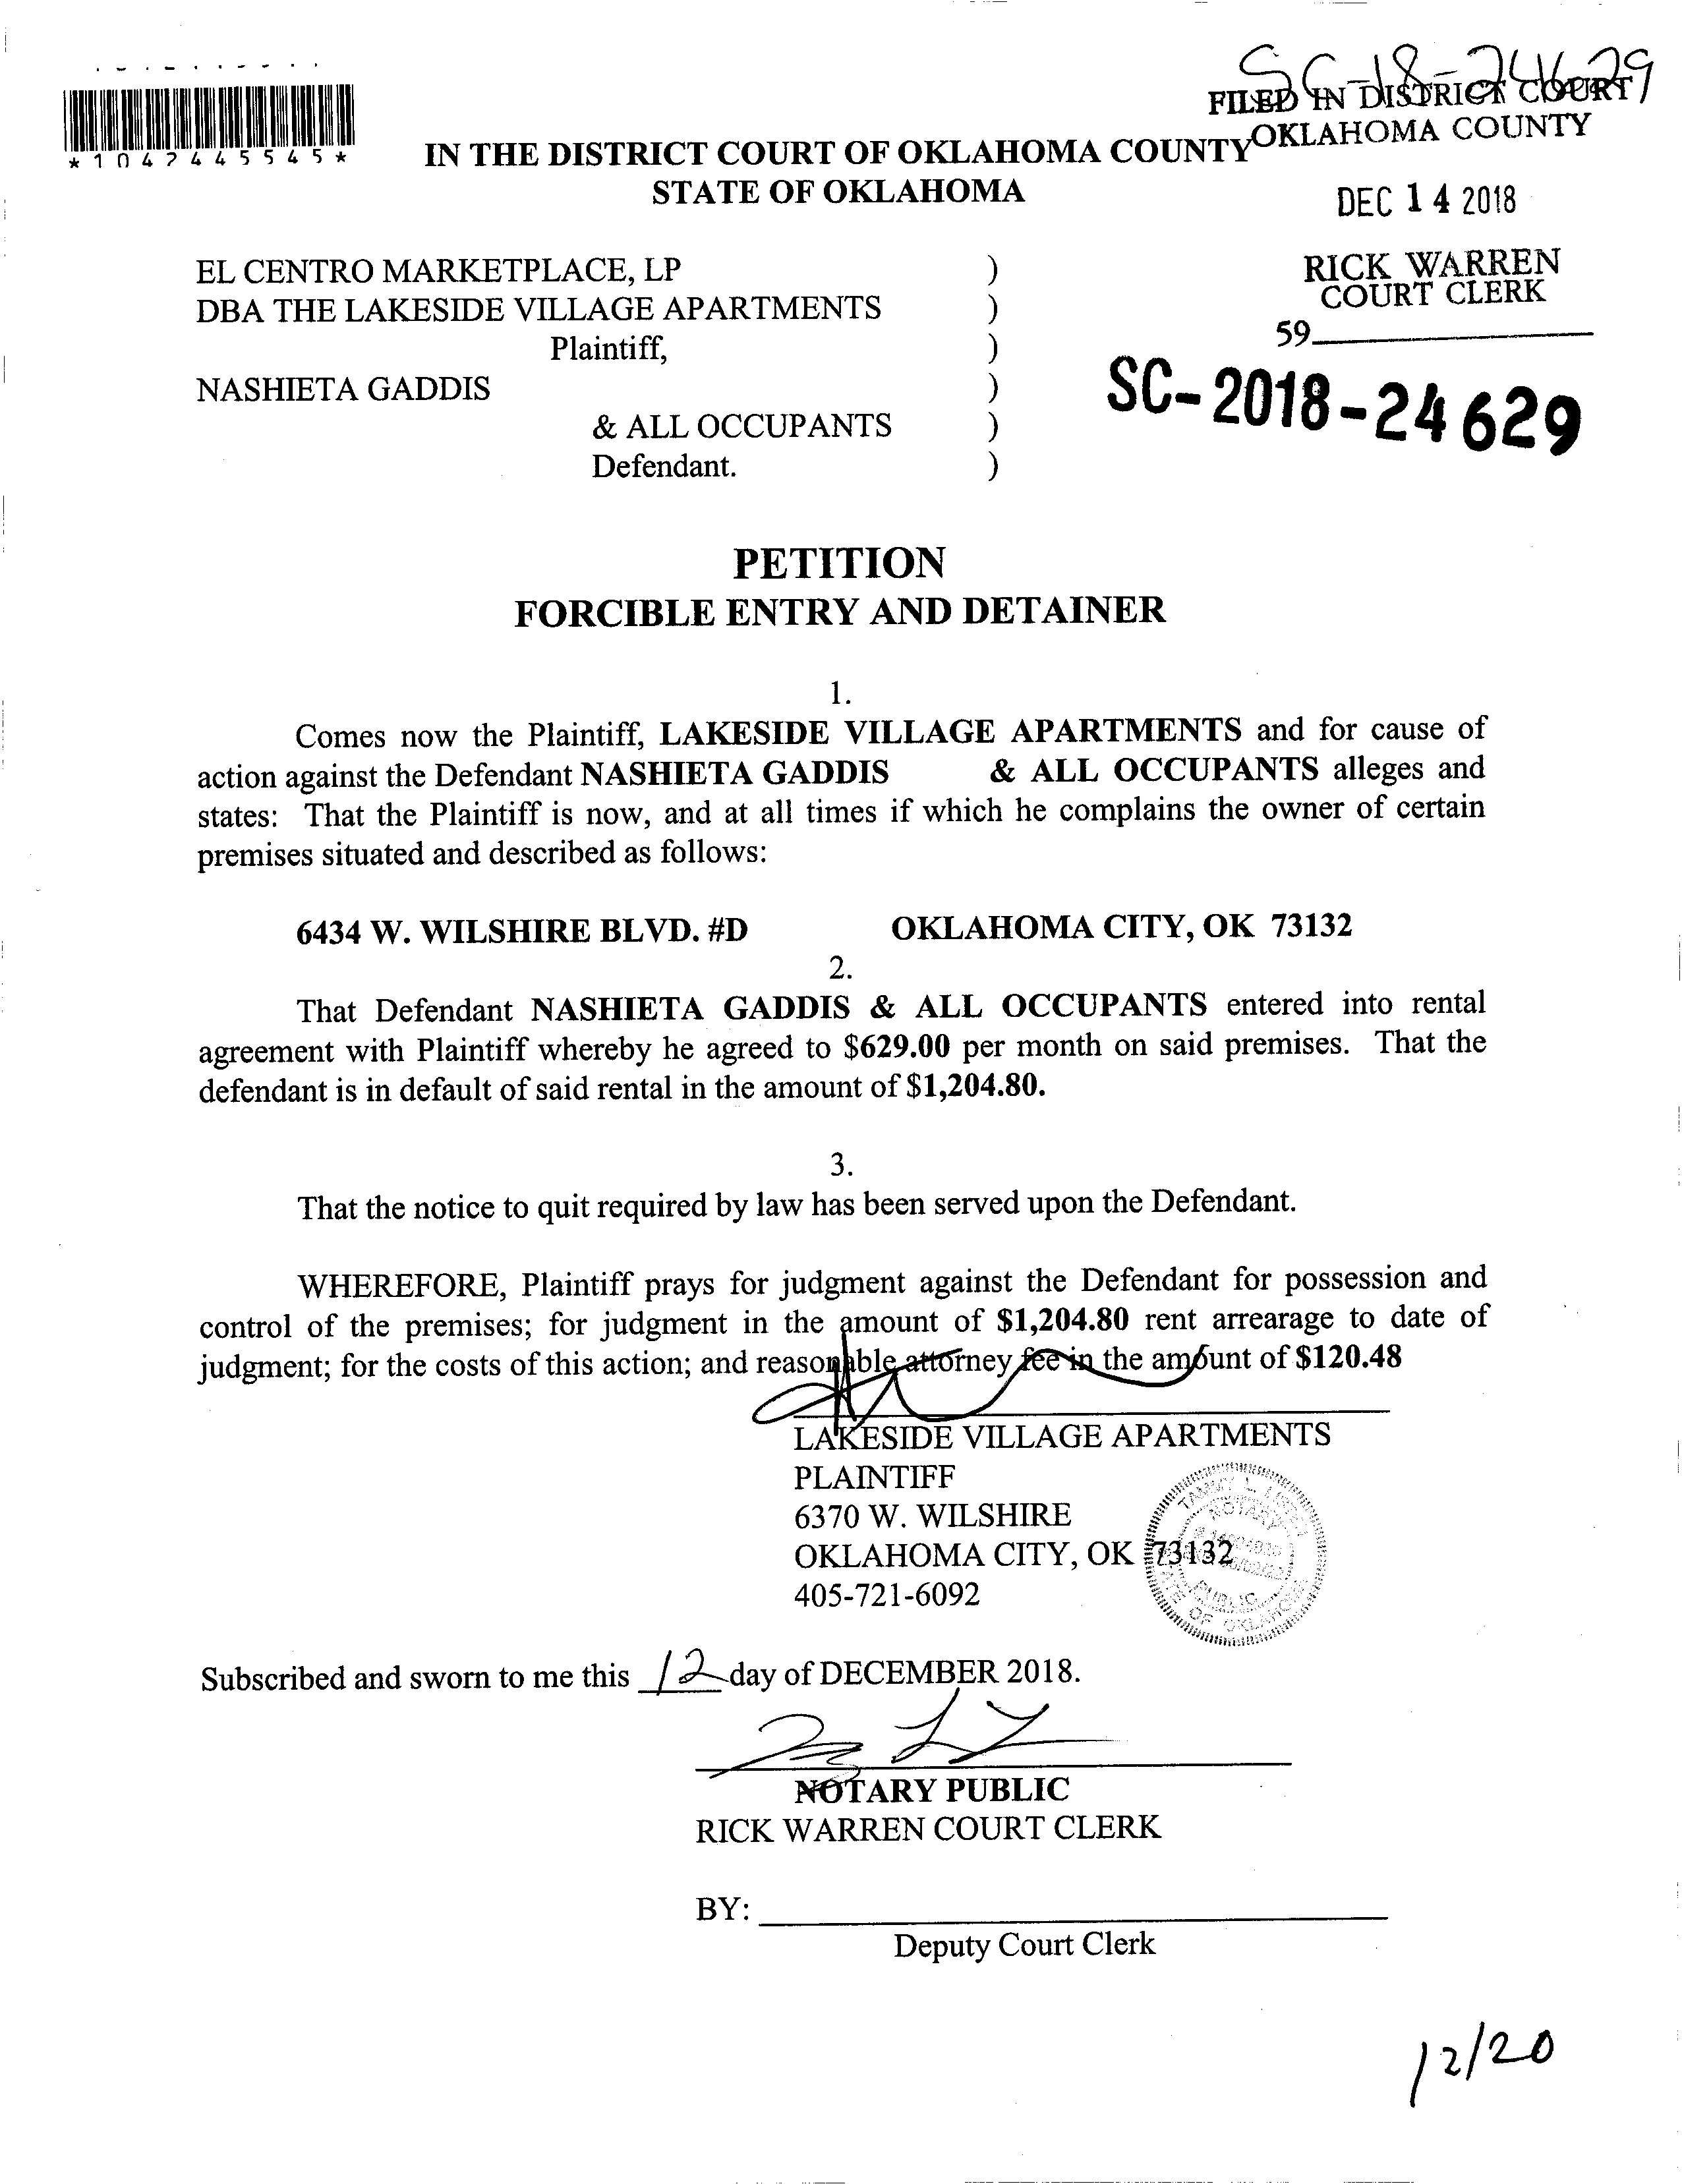 SC-18-24629
FILED IN DISTRICT COURT
OKLAHOMA COUNTY
*1042445545*
IN THE DISTRICT COURT OF OKLAHOMA COUNTY
STATE OF OKLAHOMA
DEC 14 2018
RICK WARREN
COURT CLERK
59
SC-2018-24629
EL CENTRO MARKETPLACE, LP )
DBA THE LAKESIDE VILLAGE APARTMENTS )
Plaintiff, )
NASHIETA GADDIS )
& ALL OCCUPANTS )
Defendant. )
PETITION
FORCIBLE ENTRY AND DETAINER
1.
Comes now the Plaintiff, LAKESIDE VILLAGE APARTMENTS and for cause of
action against the Defendant NASHIETA GADDIS & ALL OCCUPANTS alleges and
states: That the Plaintiff is now, and at all times if which he complains the owner of certain
premises situated and described as follows:
6434 W. WILSHIRE BLVD. #D OKLAHOMA CITY, OK 73132
2.
That Defendant NASHIETA GADDIS & ALL OCCUPANTS entered into rental
agreement with Plaintiff whereby he agreed to $629.00 per month on said premises. That the
defendant is in default of said rental in the amount of $1,204.80.
3.
That the notice to quit required by law has been served upon the Defendant.
WHEREFORE, Plaintiff prays for judgment against the Defendant for possession and
control of the premises; for judgment in the amount of $1,204.80 rent arrearage to date of
judgment; for the costs of this action; and reasonable attorney fee in the amount of $120.48
LAKESIDE VILLAGE APARTMENTS
PLAINTIFF
6370 W. WILSHIRE
OKLAHOMA CITY, OK 73132
405-721-6092
NOTARY
PUBLIC
OF OKLAHOMA
Subscribed and sworn to me this 12 day of DECEMBER 2018.
NOTARY PUBLIC
RICK WARREN COURT CLERK
BY:
Deputy Court Clerk
12/20